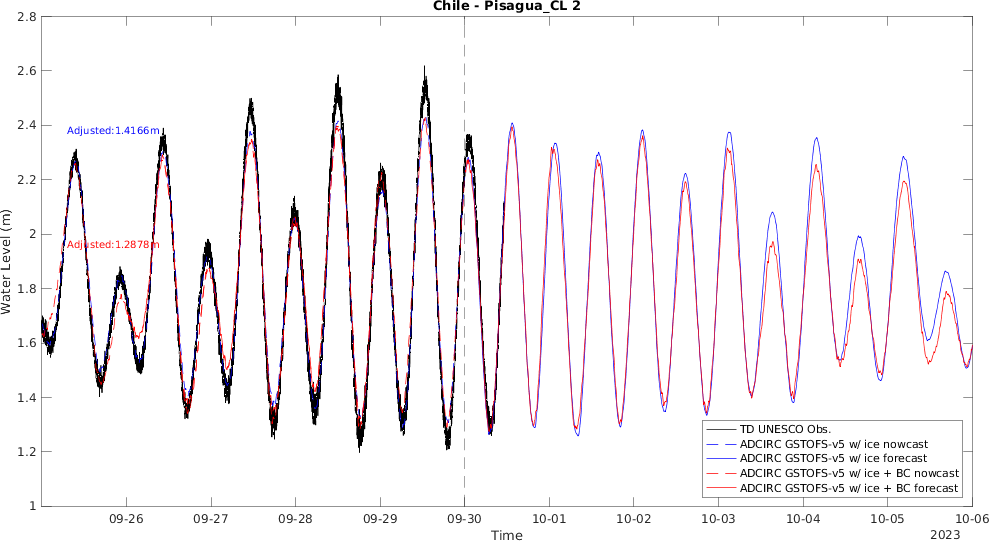 Chile - Pisagua_CL 2
2.8
2.6
2.4
2.2
2
1.8
1.6
1.4
1.2
1
Water Level (m)
Adjusted:1.4166m
Adjusted:1.2878m
TD UNESCO Obs.
ADCIRC GSTOFS-v5 w/ ice nowcast
ADCIRC GSTOFS-v5 w/ ice forecast
ADCIRC GSTOFS-v5 w/ ice + BC nowcast
ADCIRC GSTOFS-v5 w/ ice + BC forecast
09-26 09-27 09-28 09-29 09-30 10-01 10-02 10-03 10-04 10-05 10-06
Time
2023